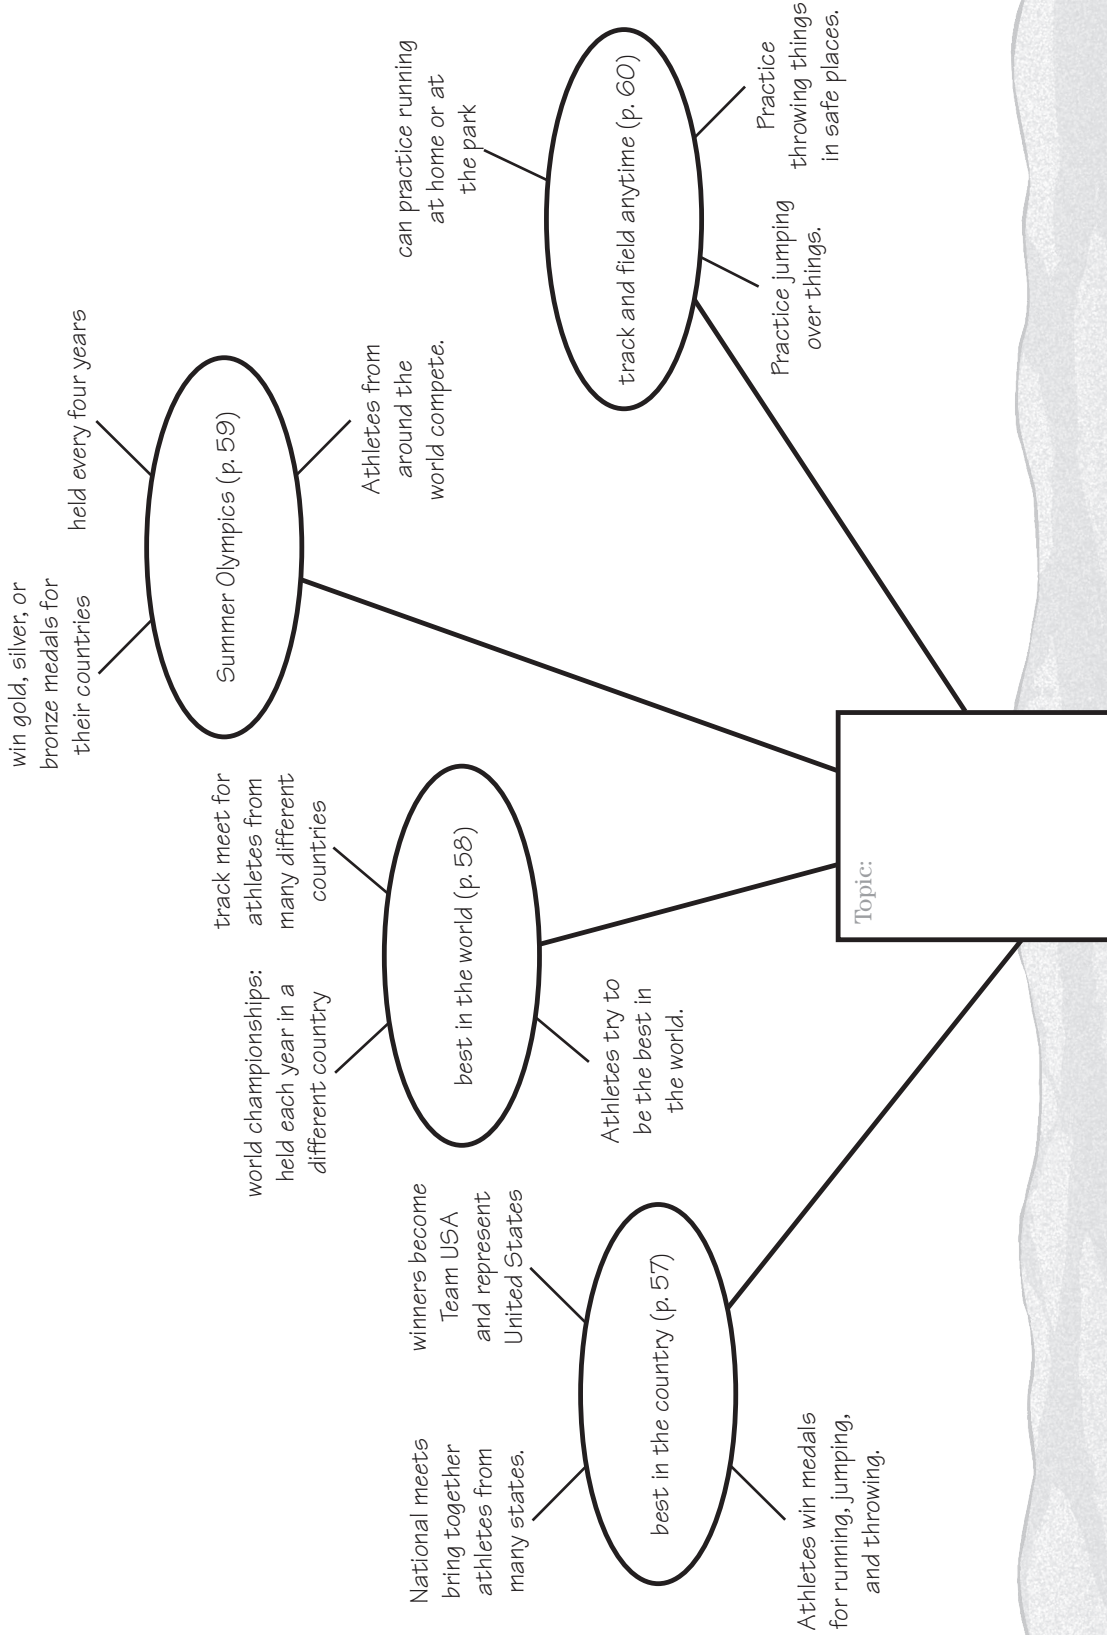 National meets
bring together
athletes from
many states.
winners become
Team USA
and represent
United States
best in the country (p. 57)
Athletes win medals
for running, jumping,
and throwing.
world championships:
held each year in a
different country
track meet for
athletes from
many different
countries
best in the world (p. 58)
Athletes try to
be the best in
the world.
win gold, silver, or
bronze medals for
their countries
held every four years
Summer Olympics (p. 59)
Athletes from
around the
world compete.
can practice running
at home or at
the park
track and field anytime (p. 60)
Practice jumping
over things.
Practice
throwing things
in safe places.
Topic: